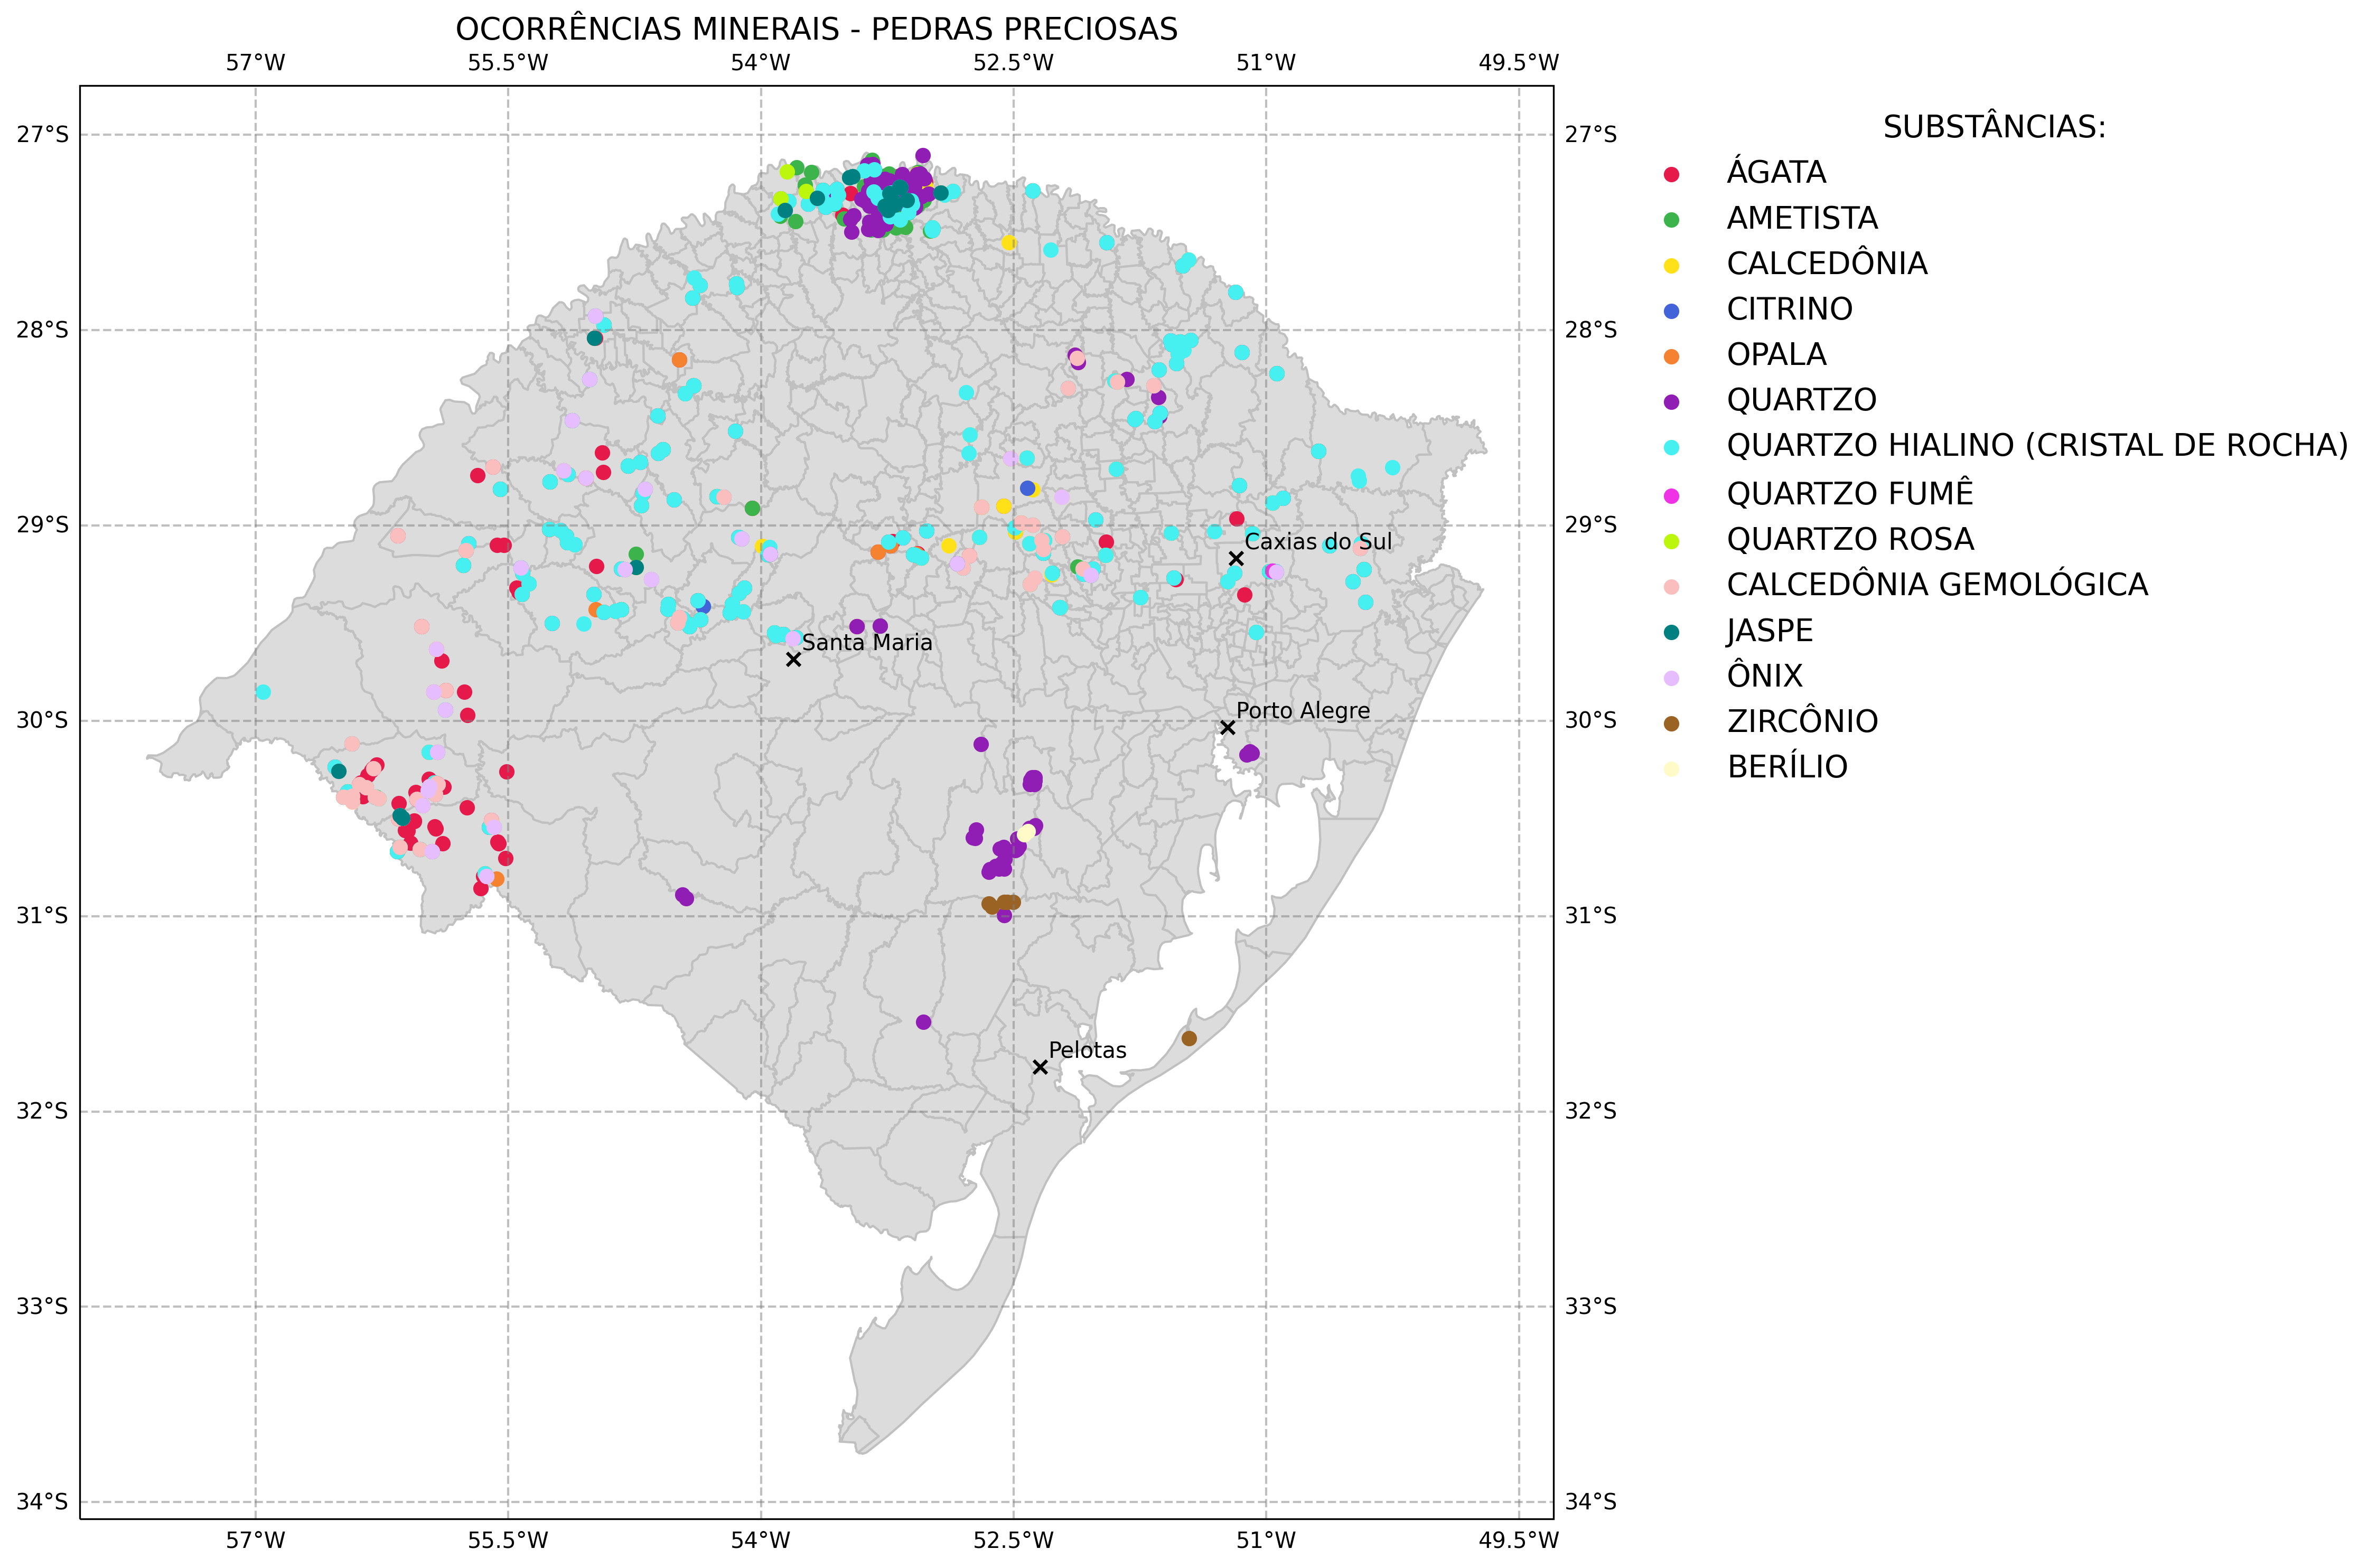 OCORRÊNCIAS MINERAIS - PEDRAS PRECIOSAS
57°W 55.5°W 54°W 52.5°W 51°W 49.5°W
27°S 27°S
28°S 28°S
29°S 29°S
Caxias do Sul
Santa Maria
Porto Alegre
30°S 30°S
31°S 31°S
Pelotas
32°S 32°S
33°S 33°S
34°S 34°S
57°W 55.5°W 54°W 52.5°W 51°W 49.5°W
SUBSTÂNCIAS:
ÁGATA
AMETISTA
CALCEDÔNIA
CITRINO
OPALA
QUARTZO
QUARTZO HIALINO (CRISTAL DE ROCHA)
QUARTZO FUMÊ
QUARTZO ROSA
CALCEDÔNIA GEMOLÓGICA
JASPE
ÔNIX
ZIRCÔNIO
BERÍLIO